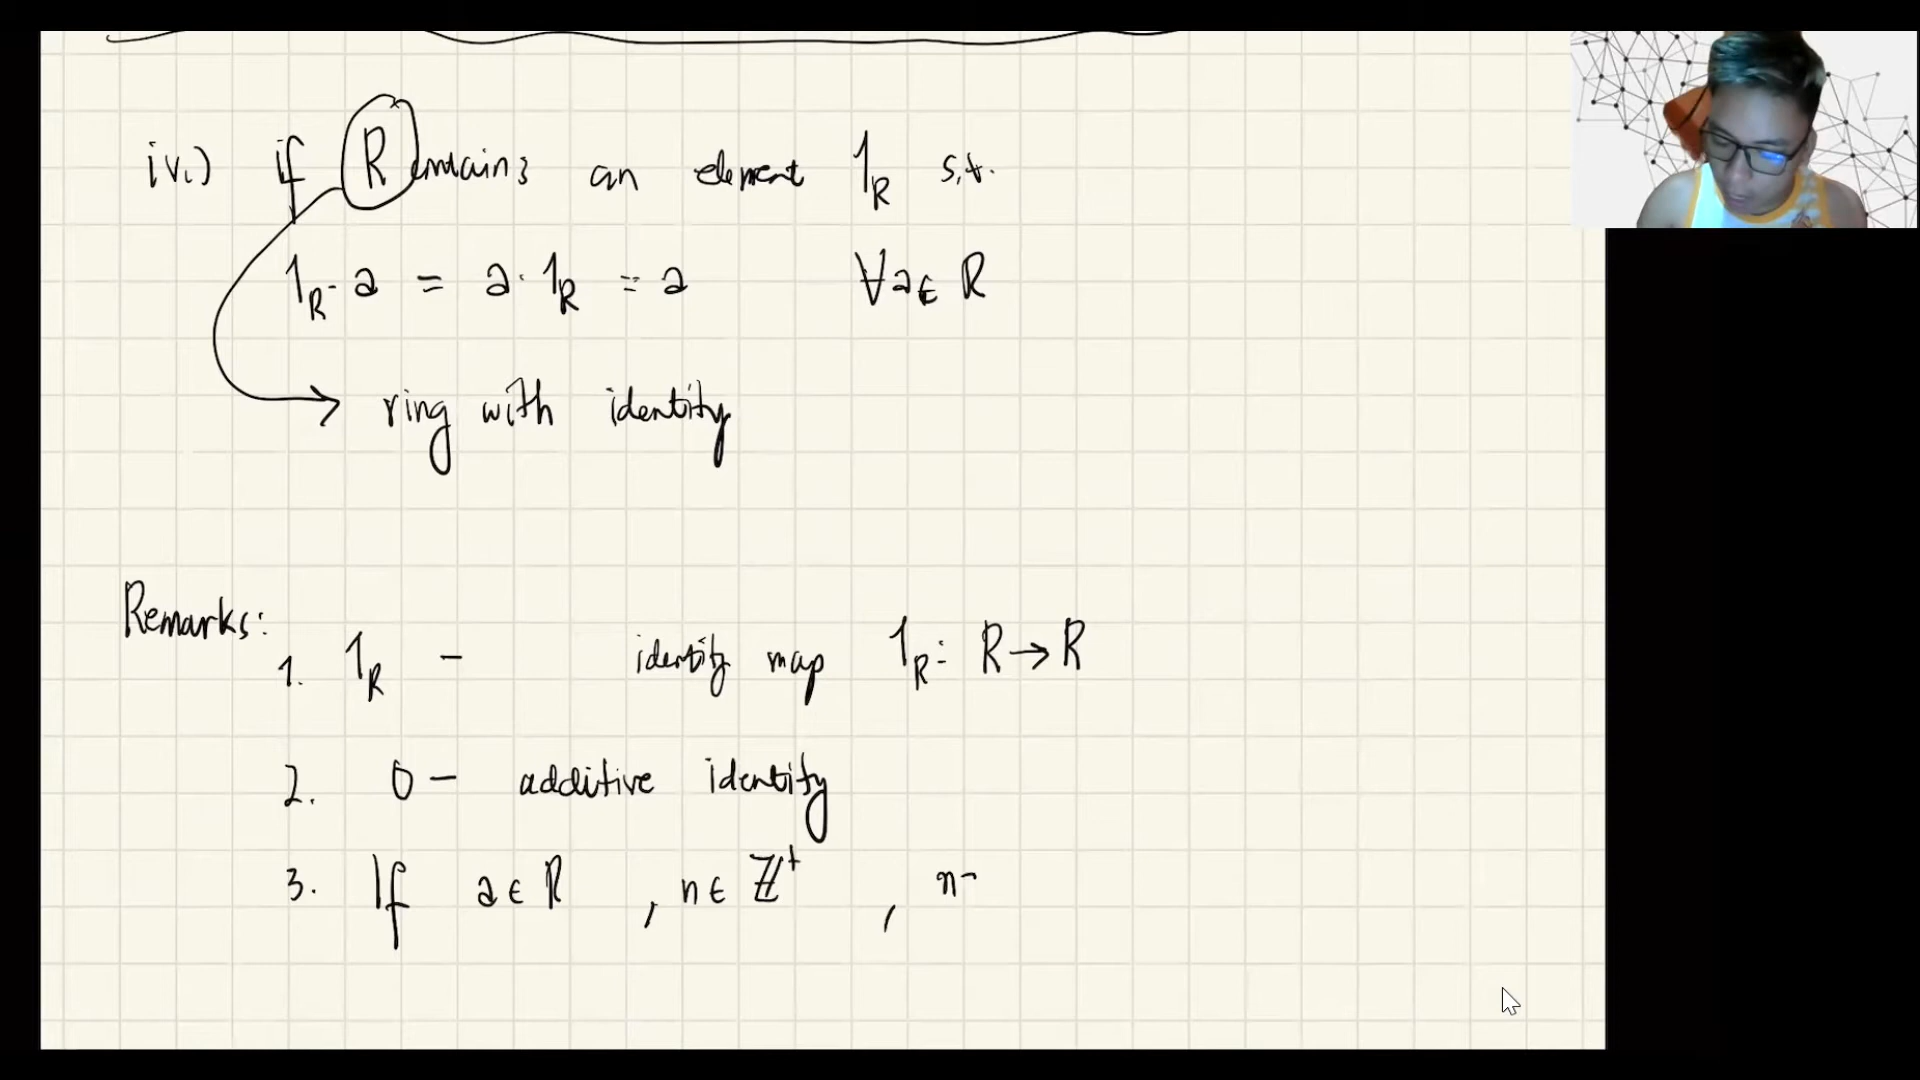 iv.) if R contains an element 1_R s.t.
1_R · a = a · 1_R = a ∀a ∈ R
→ ring with identity
Remarks:
1. 1_R – identity map 1_R : R → R
2. 0 – additive identity
3. If a ∈ R , n ∈ ℤ⁺ , n-